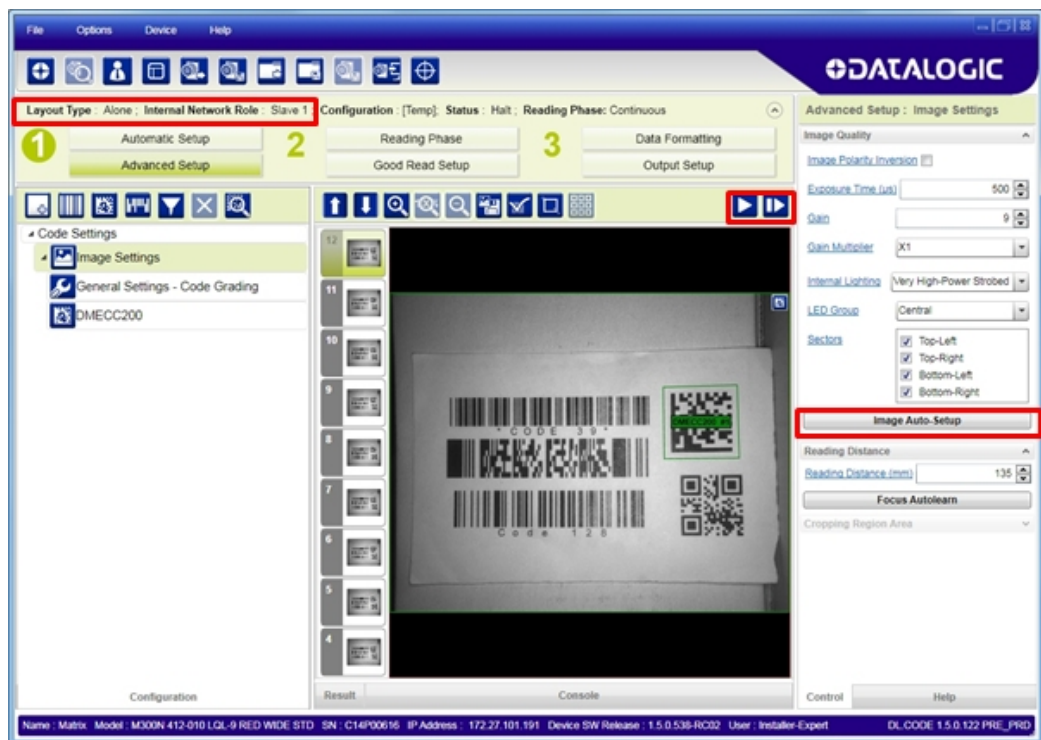 File Options Device Help
DATALOGIC
Layout Type : Alone ; Internal Network Role : Slave 1 ; Configuration : [Temp]; Status : Halt ; Reading Phase: Continuous
1 Automatic Setup
Advanced Setup
2 Reading Phase
Good Read Setup
3 Data Formatting
Output Setup
Code Settings
Image Settings
General Settings - Code Grading
DMECC200
12
11
10
9
8
7
6
5
4
* CODE 39 *
DMECC200 #1
Code 128
Configuration
Result Console
Advanced Setup : Image Settings
Image Quality
Image Polarity Inversion
Exposure Time (µs) 500
Gain 9
Gain Multiplier X1
Internal Lighting Very High-Power Strobed
LED Group Central
Sectors Top-Left
Top-Right
Bottom-Left
Bottom-Right
Image Auto-Setup
Reading Distance
Reading Distance (mm) 135
Focus Autolearn
Cropping Region Area
Control Help
Name : Matrix Model : M300N 412-010 LQL-9 RED WIDE STD SN : C14P00616 IP Address : 172.27.101.191 Device SW Release : 1.5.0.538-RC02 User : Installer-Expert DL.CODE 1.5.0.122 PRE_PRD